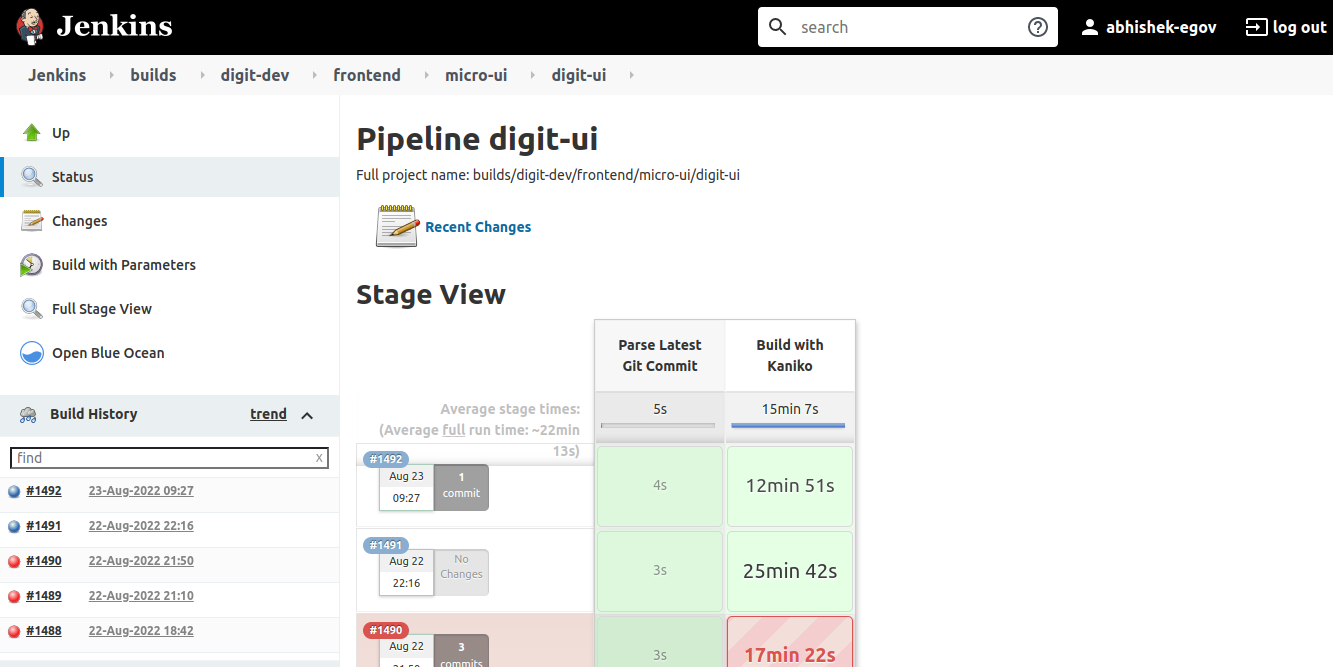 Jenkins
search
abhishek-egov
log out
Jenkins builds digit-dev frontend micro-ui digit-ui
Up
Status
Changes
Build with Parameters
Full Stage View
Open Blue Ocean
Build History trend
find x
#1492 23-Aug-2022 09:27
#1491 22-Aug-2022 22:16
#1490 22-Aug-2022 21:50
#1489 22-Aug-2022 21:10
#1488 22-Aug-2022 18:42
Pipeline digit-ui
Full project name: builds/digit-dev/frontend/micro-ui/digit-ui
Recent Changes
Stage View
Parse Latest
Git Commit
Build with
Kaniko
Average stage times:
(Average full run time: ~22min
13s)
5s
15min 7s
#1492
Aug 23
09:27
1
commit
4s
12min 51s
#1491
Aug 22
22:16
No
Changes
3s
25min 42s
#1490
Aug 22
21:50
3
commits
3s
17min 22s